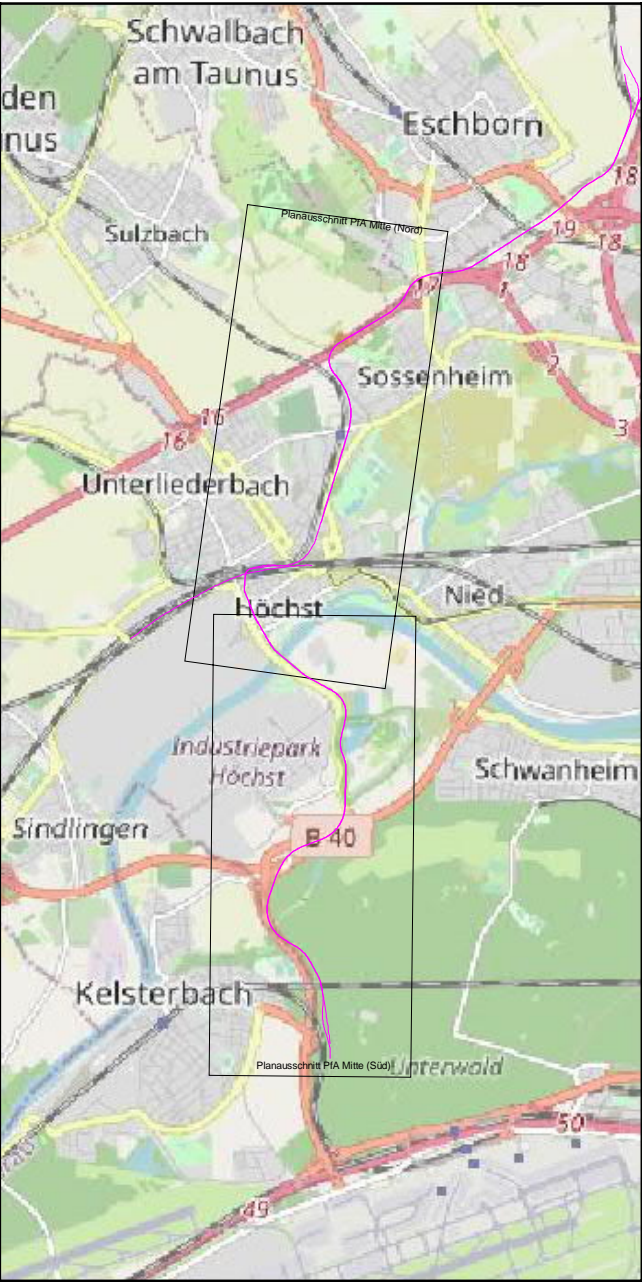 Schwalbach
am Taunus
den
nus
Eschborn
18
Planausschnitt PfA Mitte (Nord)
Sulzbach
19
18
18
17
1
2
Sossenheim
16
16
3
Unterliederbach
Höchst
Nied
Industriepark
Höchst
Schwanheim
Sindlingen
B 40
Kelsterbach
Planausschnitt PfA Mitte (Süd)
Unterwald
50
49